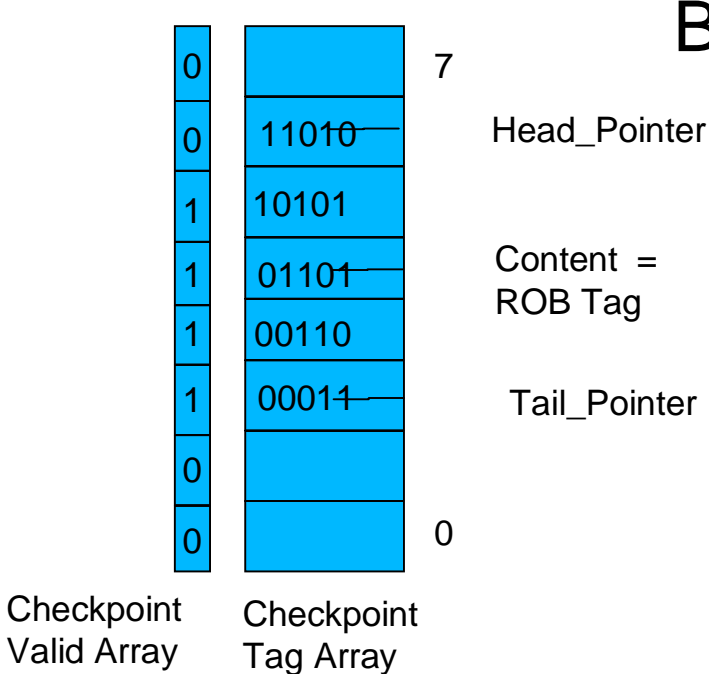 B
0 7
0 11010 Head_Pointer
1 10101
1 01101 Content =
ROB Tag
1 00110
1 00011 Tail_Pointer
0
0 0
Checkpoint
Valid Array
Checkpoint
Tag Array